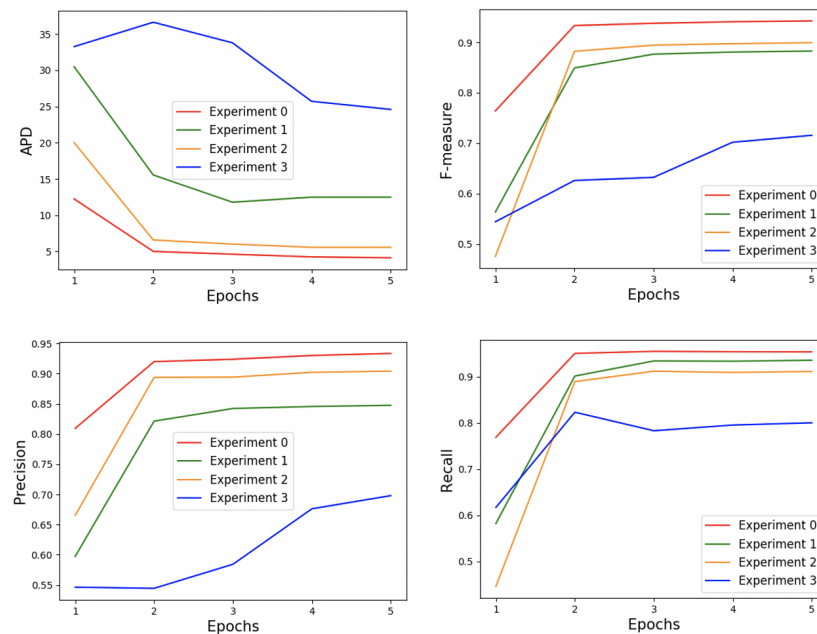 APD
35
30
25
20
15
10
5
Experiment 0
Experiment 1
Experiment 2
Experiment 3
1 2 3 4 5
Epochs
F-measure
0.9
0.8
0.7
0.6
0.5
Experiment 0
Experiment 1
Experiment 2
Experiment 3
1 2 3 4 5
Epochs
Precision
0.95
0.90
0.85
0.80
0.75
0.70
0.65
0.60
0.55
Experiment 0
Experiment 1
Experiment 2
Experiment 3
1 2 3 4 5
Epochs
Recall
0.9
0.8
0.7
0.6
0.5
Experiment 0
Experiment 1
Experiment 2
Experiment 3
1 2 3 4 5
Epochs